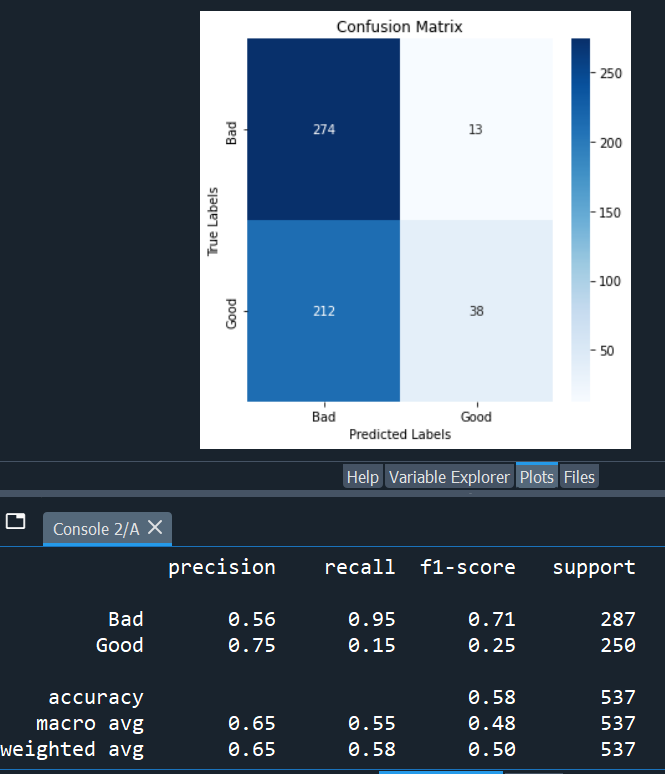 Confusion Matrix
Bad
274
13
250
200
150
100
50
True Labels
Good
212
38
Bad
Good
Predicted Labels
Help
Variable Explorer
Plots
Files
Console 2/A
precision recall f1-score support
Bad 0.56 0.95 0.71 287
Good 0.75 0.15 0.25 250
accuracy 0.58 537
macro avg 0.65 0.55 0.48 537
weighted avg 0.65 0.58 0.50 537